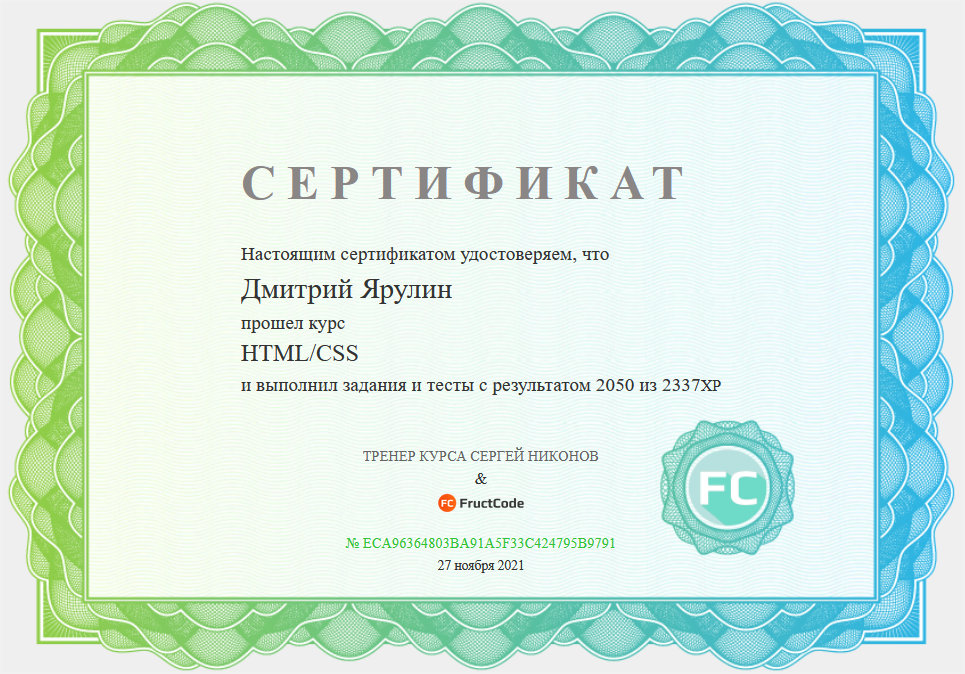 СЕРТИФИКАТ
Настоящим сертификатом удостоверяем, что
Дмитрий Ярулин
прошел курс
HTML/CSS
и выполнил задания и тесты с результатом 2050 из 2337XP
ТРЕНЕР КУРСА СЕРГЕЙ НИКОНОВ
&
FC FructCode
FC
№ ECA96364803BA91A5F33C424795B9791
27 ноября 2021